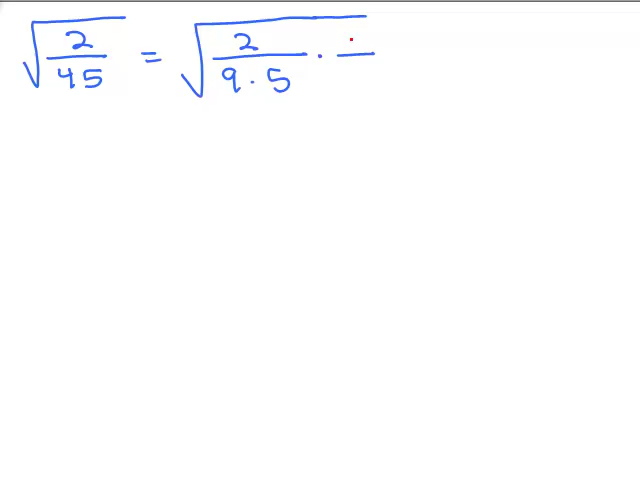 √(2/45) = √(2/(9 · 5) · —)